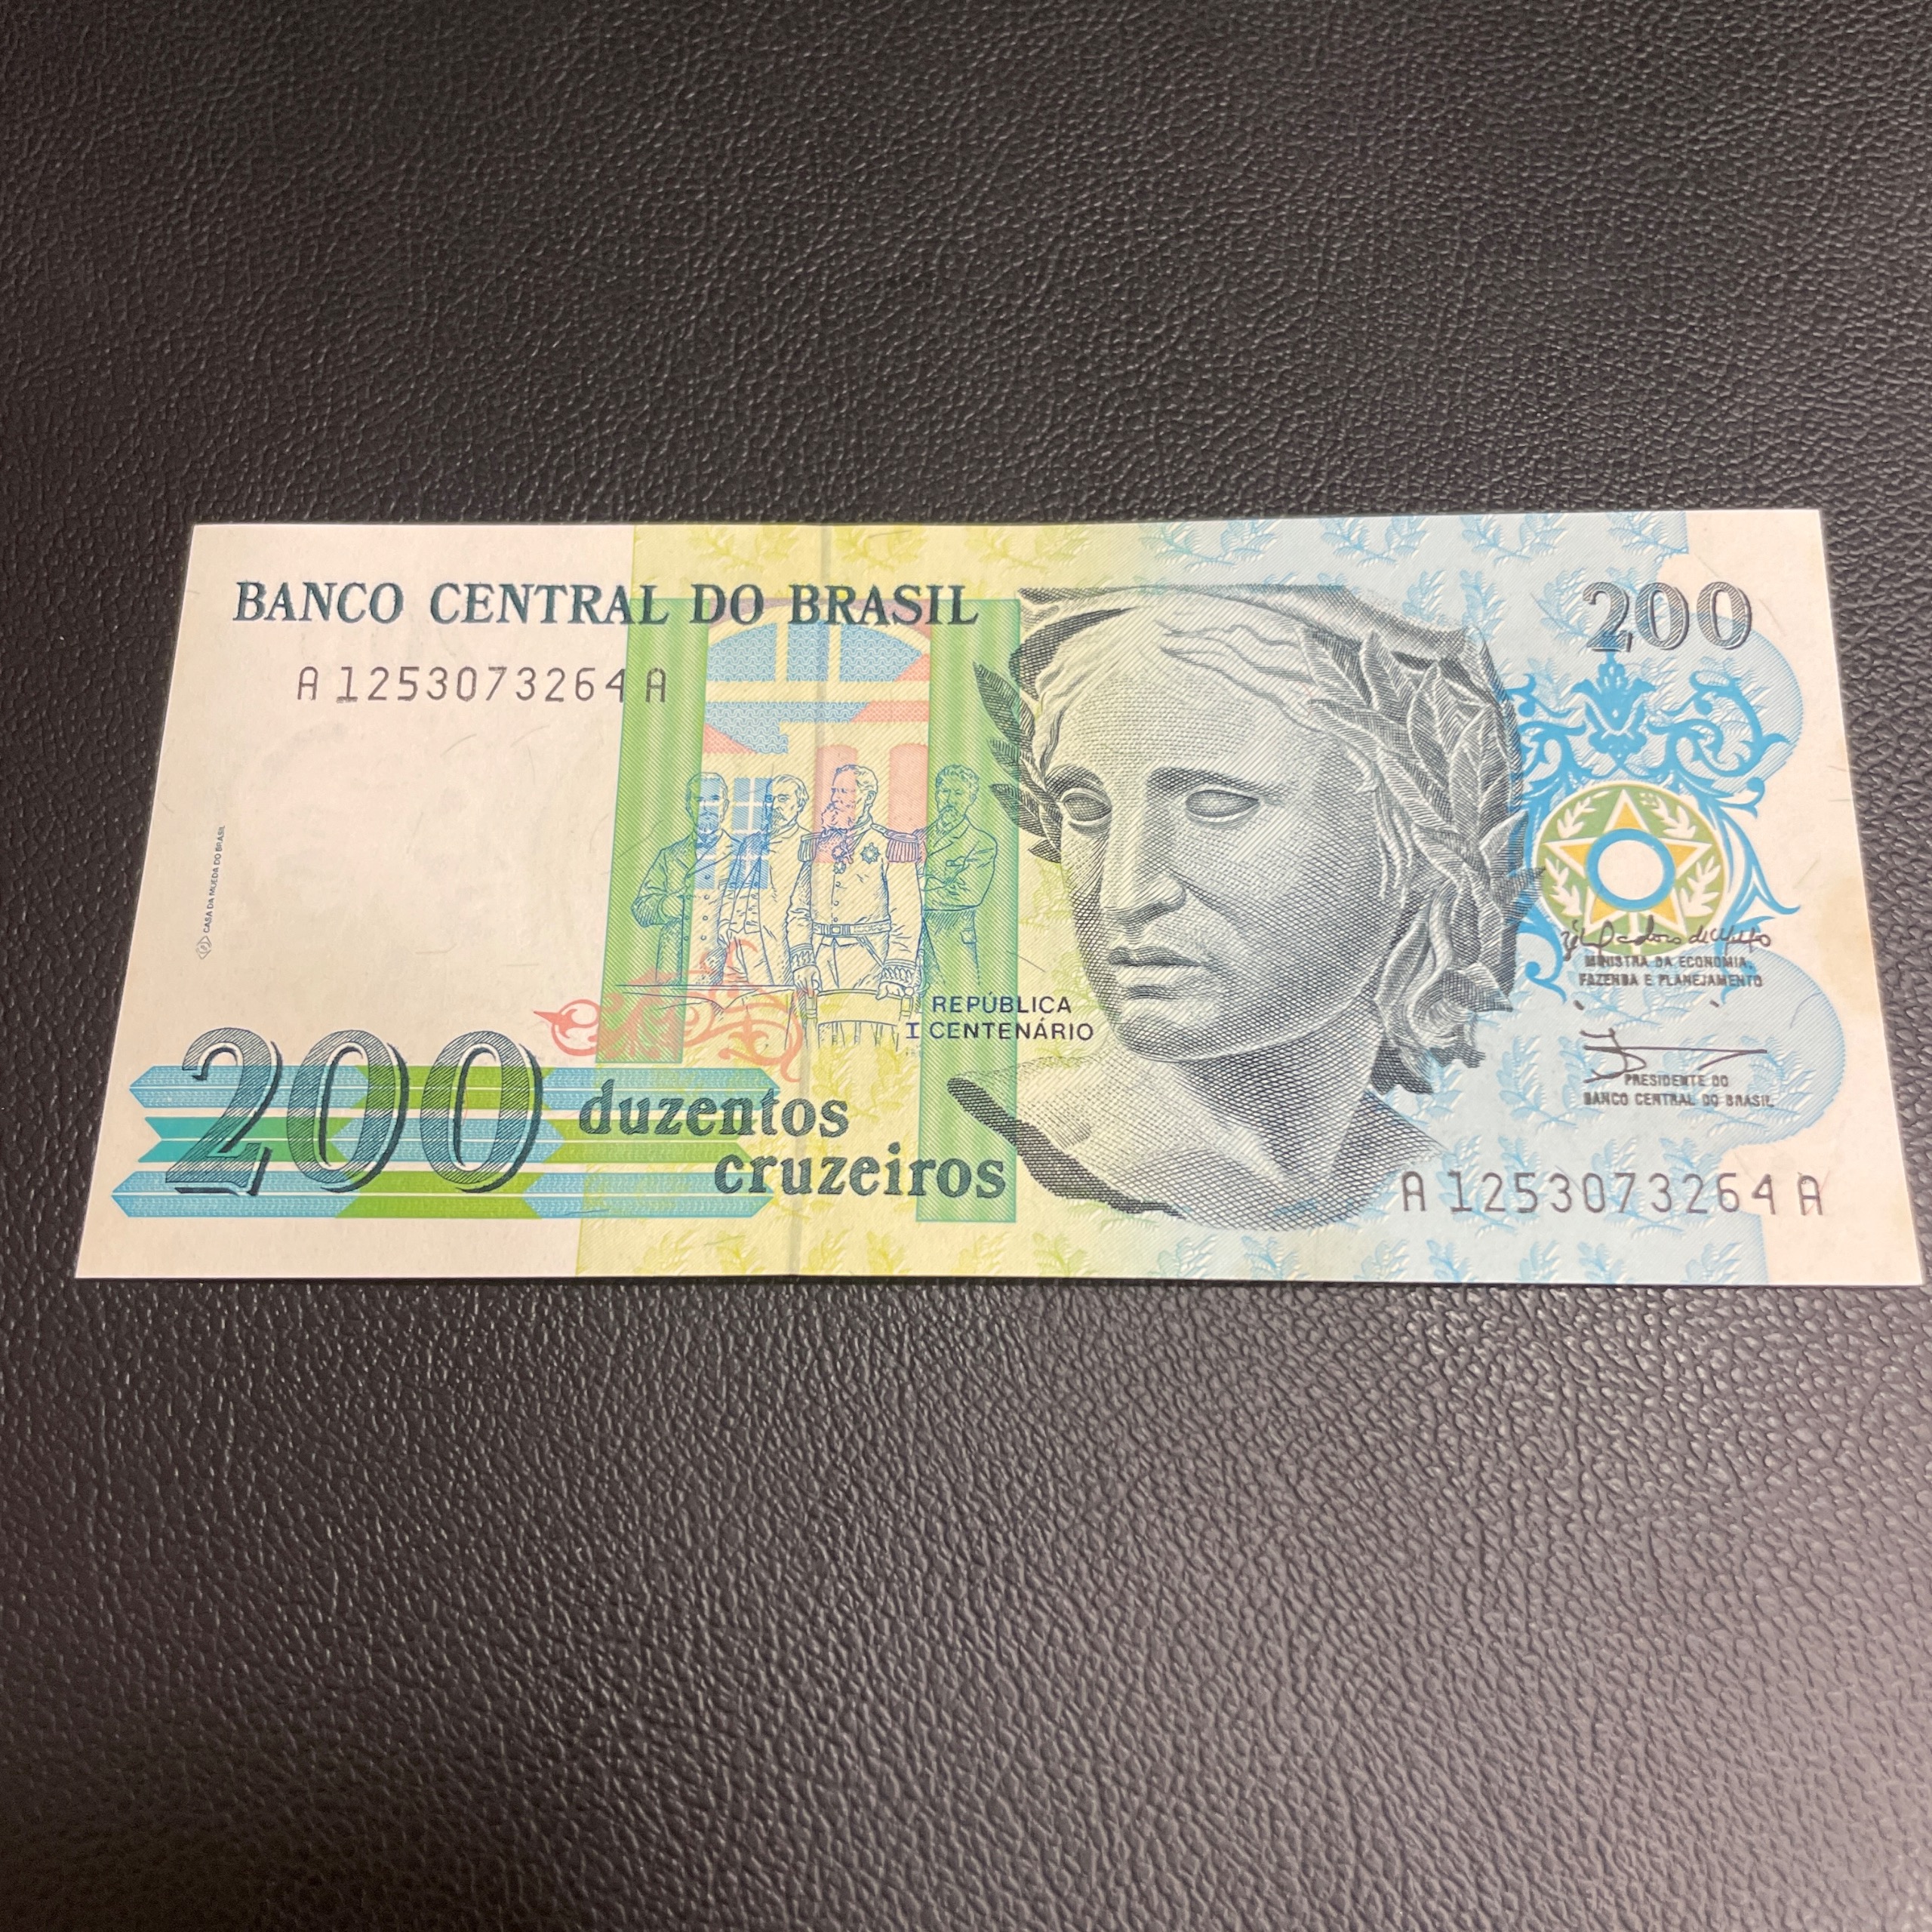 BANCO CENTRAL DO BRASIL
200
A 1253073264 A
CASA DA MOEDA DO BRASIL
MINISTRA DA ECONOMIA,
FAZENDA E PLANEJAMENTO
REPÚBLICA
I CENTENÁRIO
PRESIDENTE DO
BANCO CENTRAL DO BRASIL
200 duzentos
cruzeiros
A 1253073264 A